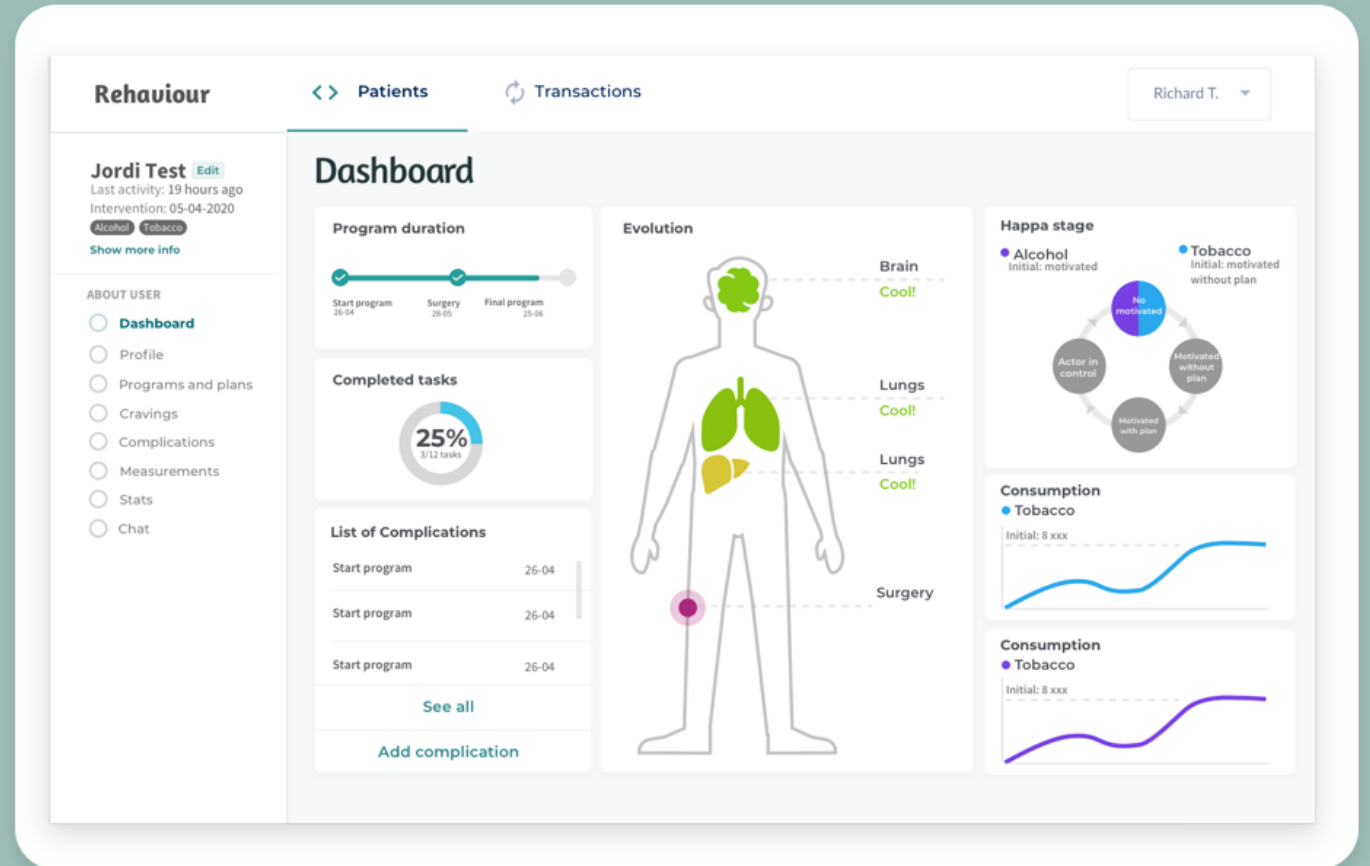 Rehaviour
Patients
Transactions
Richard T.
Jordi Test
Edit
Last activity: 19 hours ago
Intervention: 05-04-2020
Alcohol
Tobacco
Show more info
ABOUT USER
Dashboard
Profile
Programs and plans
Cravings
Complications
Measurements
Stats
Chat
Dashboard
Program duration
Start program
26-04
Surgery
28-05
Final program
25-06
Completed tasks
25%
3/12 tasks
List of Complications
Start program
26-04
Start program
26-04
Start program
26-04
See all
Add complication
Evolution
Brain
Cool!
Lungs
Cool!
Lungs
Cool!
Surgery
Happa stage
Alcohol
Initial: motivated
Tobacco
Initial: motivated
without plan
No
motivated
Actor in
control
Motivated
without
plan
Motivated
with plan
Consumption
Tobacco
Initial: 8 xxx
Consumption
Tobacco
Initial: 8 xxx